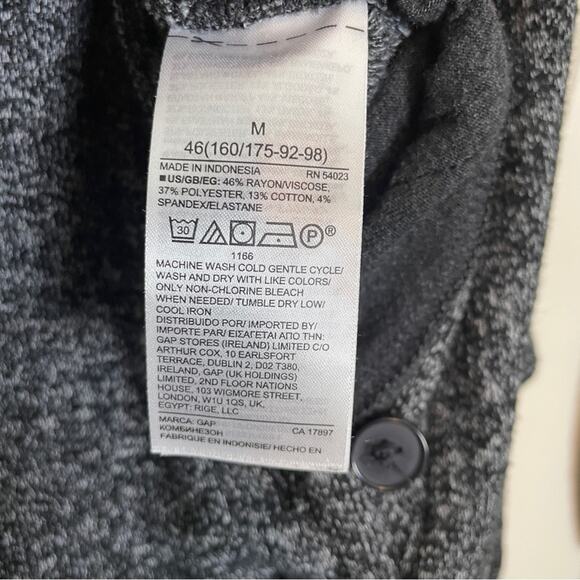 M
46(160/175-92-98)
MADE IN INDONESIA RN 54023
US/GB/EG: 46% RAYON/VISCOSE,
37% POLYESTER, 13% COTTON, 4%
SPANDEX/ELASTANE
30 P ®
1166
MACHINE WASH COLD GENTLE CYCLE/
WASH AND DRY WITH LIKE COLORS/
ONLY NON-CHLORINE BLEACH
WHEN NEEDED/ TUMBLE DRY LOW/
COOL IRON
DISTRIBUIDO POR/ IMPORTED BY/
IMPORTE PAR/ ΕΙΣΑΓΕΤΑΙ ΑΠΟ ΤΗΝ:
GAP STORES (IRELAND) LIMITED C/O
ARTHUR COX, 10 EARLSFORT
TERRACE, DUBLIN 2, D02 T380,
IRELAND, GAP (UK HOLDINGS)
LIMITED, 2ND FLOOR NATIONS
HOUSE, 103 WIGMORE STREET,
LONDON, W1U 1QS, UK,
EGYPT: RIGE, LLC
MARCA: GAP
КОМБИНЕЗОН CA 17897
FABRIQUE EN INDONISIE/ HECHO EN